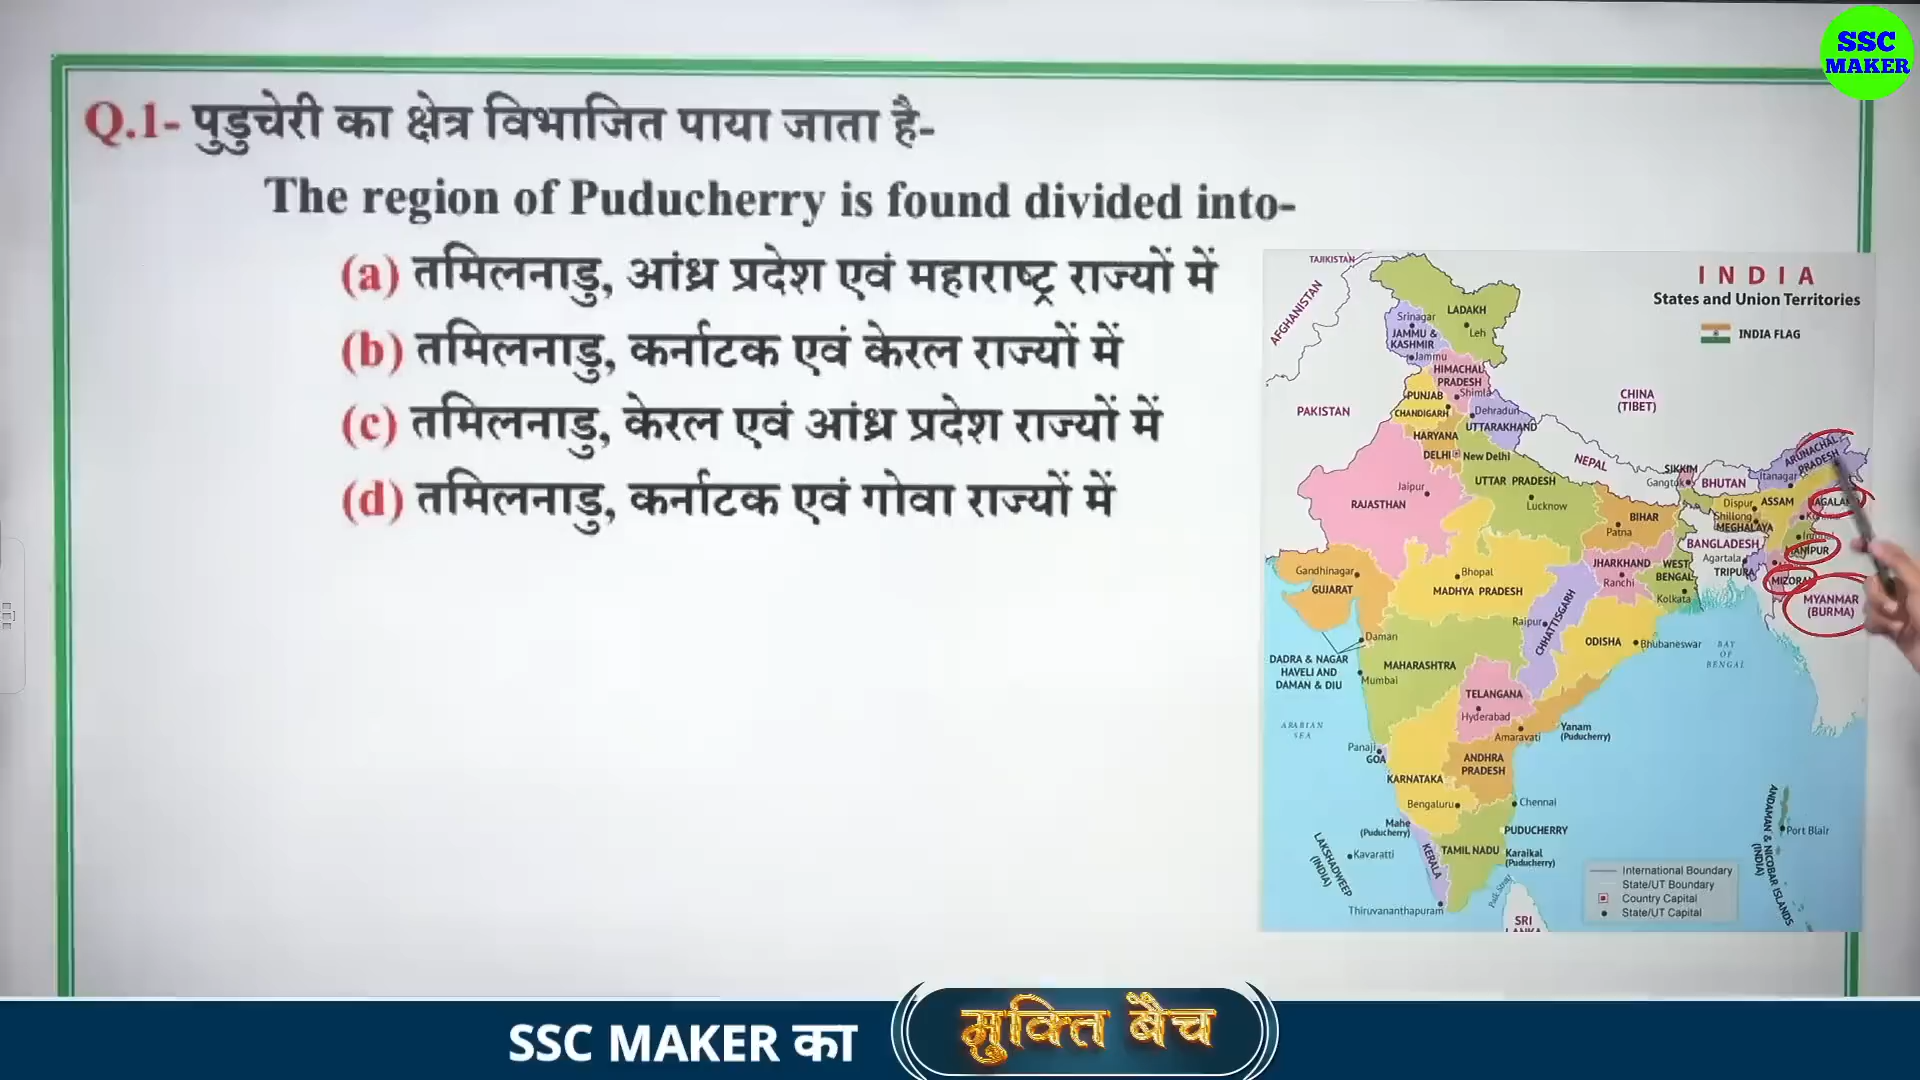 SSC
MAKER
Q.1- पुडुचेरी का क्षेत्र विभाजित पाया जाता है-
The region of Puducherry is found divided into-
(a) तमिलनाडु, आंध्र प्रदेश एवं महाराष्ट्र राज्यों में
(b) तमिलनाडु, कर्नाटक एवं केरल राज्यों में
(c) तमिलनाडु, केरल एवं आंध्र प्रदेश राज्यों में
(d) तमिलनाडु, कर्नाटक एवं गोवा राज्यों में
INDIA
States and Union Territories
INDIA FLAG
TAJIKISTAN
AFGHANISTAN
PAKISTAN
CHINA
(TIBET)
NEPAL
BHUTAN
BANGLADESH
MYANMAR
(BURMA)
LADAKH
Leh
Srinagar
JAMMU &
KASHMIR
Jammu
HIMACHAL
PRADESH
Shimla
PUNJAB
CHANDIGARH
Dehradun
UTTARAKHAND
HARYANA
DELHI
New Delhi
RAJASTHAN
Jaipur
UTTAR PRADESH
Lucknow
BIHAR
Patna
SIKKIM
Gangtok
ARUNACHAL
PRADESH
Itanagar
Dispur
ASSAM
Shillong
MEGHALAYA
MANIPUR
Agartala
TRIPURA
Gandhinagar
GUJARAT
Bhopal
MADHYA PRADESH
JHARKHAND
Ranchi
WEST
BENGAL
Kolkata
CHHATTISGARH
Raipur
ODISHA
Bhubaneswar
BAY
OF
BENGAL
Daman
DADRA & NAGAR
HAVELI AND
DAMAN & DIU
MAHARASHTRA
Mumbai
TELANGANA
Hyderabad
ARABIAN
SEA
Amaravati
Yanam
(Puducherry)
Panaji
GOA
ANDHRA
PRADESH
KARNATAKA
Bengaluru
Chennai
Mahe
(Puducherry)
PUDUCHERRY
KERALA
TAMIL NADU
Karaikal
(Puducherry)
LAKSHADWEEP
(INDIA)
Kavaratti
Thiruvananthapuram
Palk Strait
SRI
LANKA
ANDAMAN & NICOBAR ISLANDS
(INDIA)
Port Blair
International Boundary
State/UT Boundary
Country Capital
State/UT Capital
SSC MAKER का
मुक्ति बैच